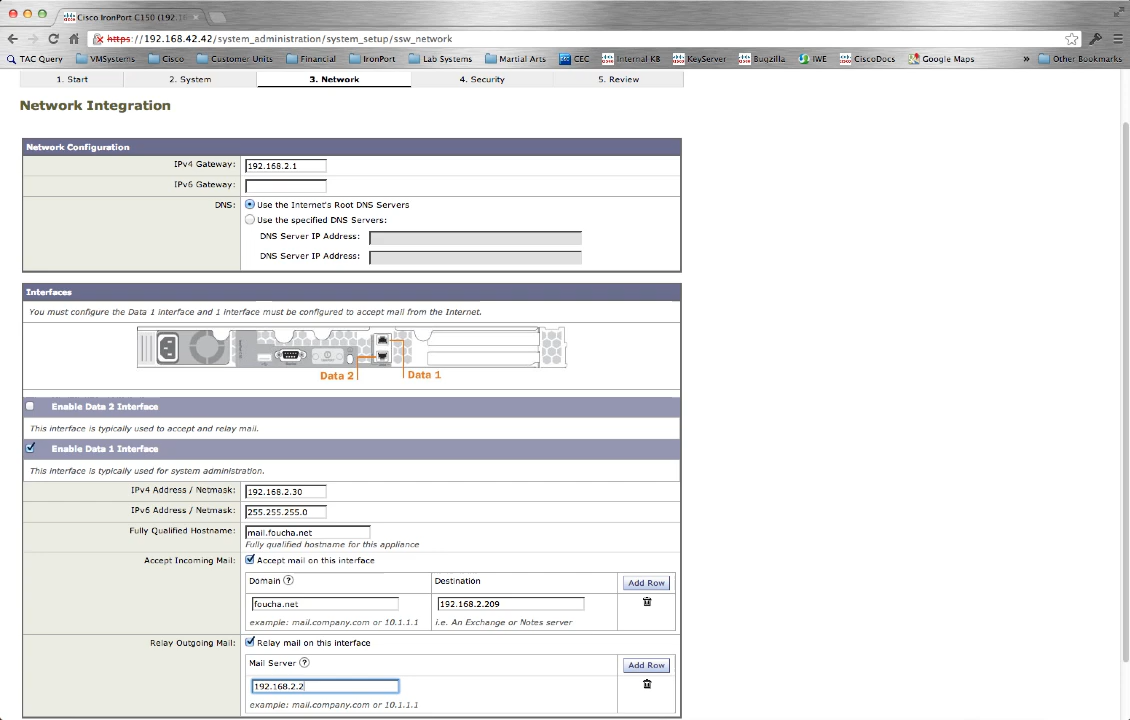 Cisco IronPort C150 (192.16
https://192.168.42.42/system_administration/system_setup/ssw_network
TAC Query VMSystems Cisco Customer Units Financial IronPort Lab Systems Martial Arts CEC Internal KB KeyServer Bugzilla IWE CiscoDocs Google Maps » Other Bookmarks
1. Start 2. System 3. Network 4. Security 5. Review
Network Integration
Network Configuration
IPv4 Gateway: 192.168.2.1
IPv6 Gateway:
DNS: Use the Internet's Root DNS Servers
Use the specified DNS Servers:
DNS Server IP Address:
DNS Server IP Address:
Interfaces
You must configure the Data 1 interface and 1 interface must be configured to accept mail from the Internet.
Data 2 Data 1
Enable Data 2 Interface
This interface is typically used to accept and relay mail.
Enable Data 1 Interface
This interface is typically used for system administration.
IPv4 Address / Netmask: 192.168.2.30
IPv6 Address / Netmask: 255.255.255.0
Fully Qualified Hostname: mail.foucha.net
Fully qualified hostname for this appliance
Accept Incoming Mail: Accept mail on this interface
Domain ? Destination Add Row
foucha.net 192.168.2.209
example: mail.company.com or 10.1.1.1 i.e. An Exchange or Notes server
Relay Outgoing Mail: Relay mail on this interface
Mail Server ? Add Row
192.168.2.2
example: mail.company.com or 10.1.1.1